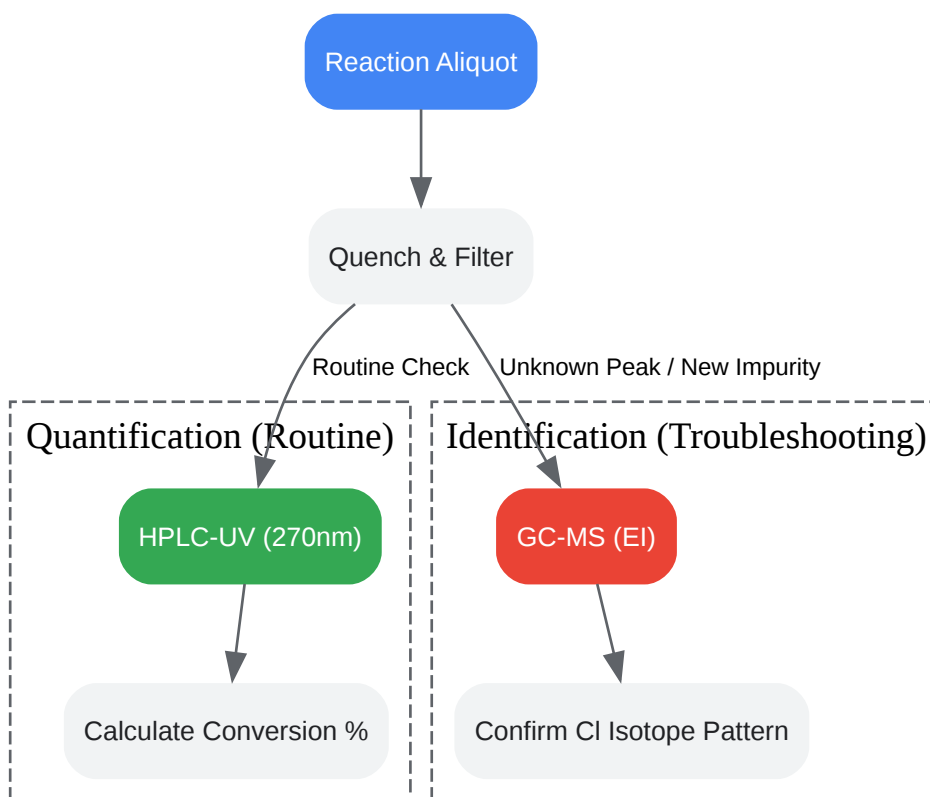 Reaction Aliquot
Quench & Filter
Routine Check
Unknown Peak / New Impurity
Quantification (Routine)
Identification (Troubleshooting)
HPLC-UV (270nm)
GC-MS (EI)
Calculate Conversion %
Confirm Cl Isotope Pattern